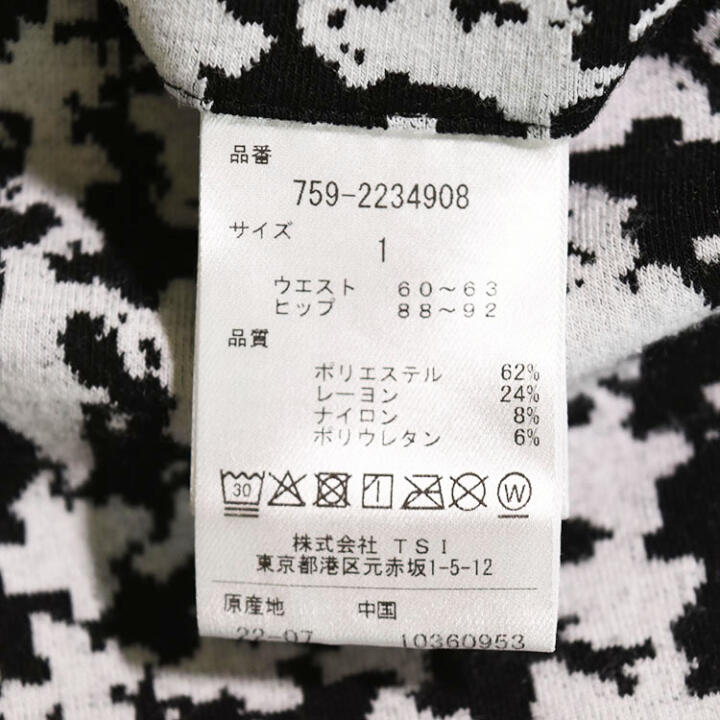 品番
759-2234908
サイズ
1
ウエスト 60～63
ヒップ 88～92
品質
ポリエステル 62%
レーヨン 24%
ナイロン 8%
ポリウレタン 6%
30 W
株式会社 TSI
東京都港区元赤坂1-5-12
原産地 中国
22-07 10360953